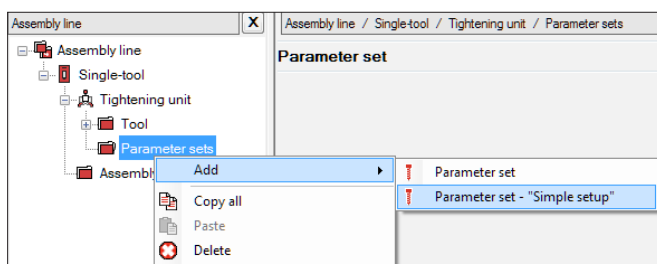 Assembly line X Assembly line / Single-tool / Tightening unit / Parameter sets
Assembly line
Parameter set
Single-tool
Tightening unit
Tool
Parameter sets
Add Parameter set
Assembl
Parameter set - "Simple setup"
Copy all
Paste
Delete